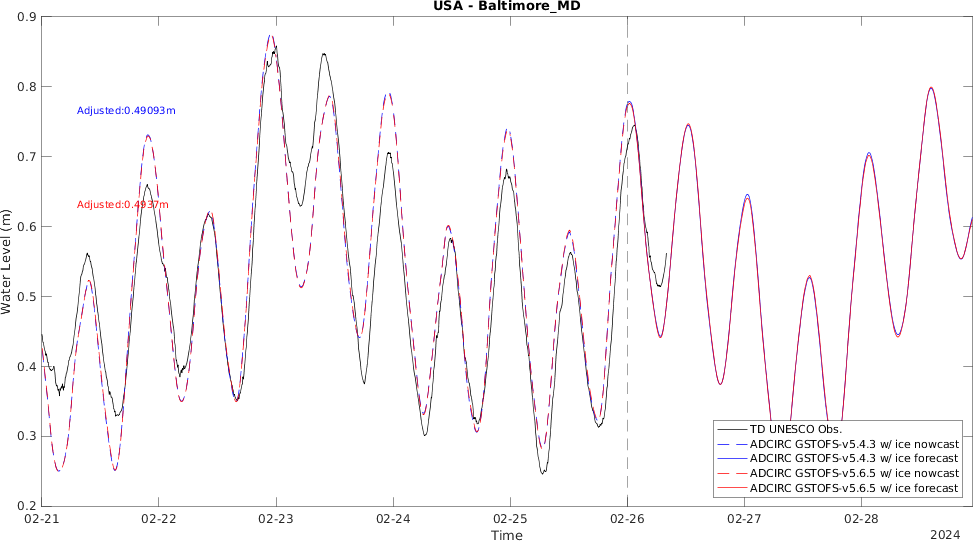 USA - Baltimore_MD
0.9
0.8
0.7
0.6
0.5
0.4
0.3
0.2
Water Level (m)
Adjusted:0.49093m
Adjusted:0.4937m
TD UNESCO Obs.
ADCIRC GSTOFS-v5.4.3 w/ ice nowcast
ADCIRC GSTOFS-v5.4.3 w/ ice forecast
ADCIRC GSTOFS-v5.6.5 w/ ice nowcast
ADCIRC GSTOFS-v5.6.5 w/ ice forecast
02-21 02-22 02-23 02-24 02-25 02-26 02-27 02-28
Time
2024